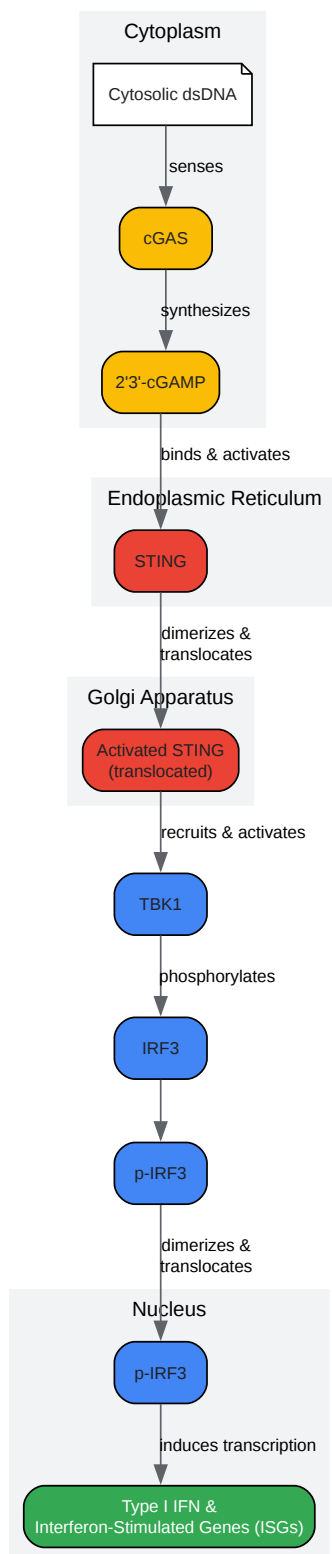 Cytoplasm
Cytosolic dsDNA
senses
cGAS
synthesizes
2'3'-cGAMP
binds & activates
Endoplasmic Reticulum
STING
dimerizes &
translocates
Golgi Apparatus
Activated STING
(translocated)
recruits & activates
TBK1
phosphorylates
IRF3
p-IRF3
dimerizes &
translocates
Nucleus
p-IRF3
induces transcription
Type I IFN &
Interferon-Stimulated Genes (ISGs)